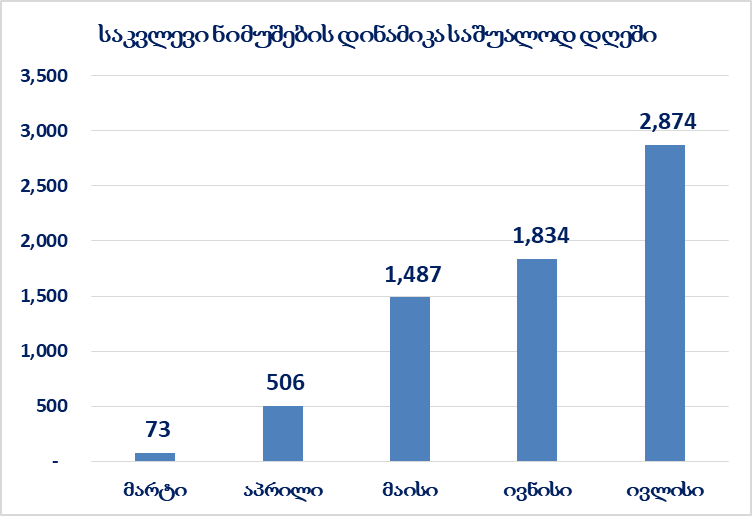 საკვლევი ნიმუშების დინამიკა საშუალოდ დღეში
3,500
3,000
2,500
2,000
1,500
1,000
500
-
73
506
1,487
1,834
2,874
მარტი
აპრილი
მაისი
ივნისი
ივლისი